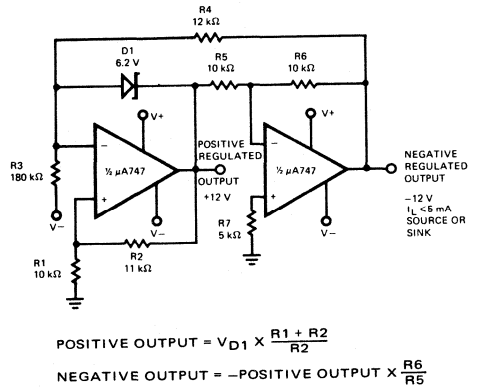 R4
12 kΩ
D1
6.2 V
R5
10 kΩ
R6
10 kΩ
V+
V+
R3
180 kΩ
−
½ μA747
+
POSITIVE
REGULATED
OUTPUT
+12 V
−
½ μA747
+
NEGATIVE
REGULATED
OUTPUT
−12 V
IL <5 mA
SOURCE OR
SINK
V−
V−
V−
R7
5 kΩ
R2
11 kΩ
R1
10 kΩ
POSITIVE OUTPUT = VD1 X R1 + R2 / R2
NEGATIVE OUTPUT = −POSITIVE OUTPUT X R6 / R5